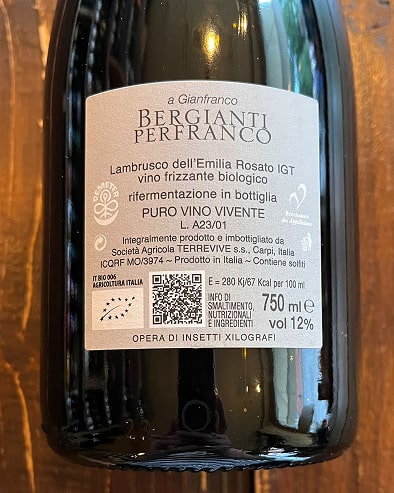 a Gianfranco
BERGIANTI
PERFRANCO
Lambrusco dell'Emilia Rosato IGT
vino frizzante biologico
rifermentazione in bottiglia
PURO VINO VIVENTE
L. A23/01
DEMETER
Integralmente prodotto e imbottigliato da
Società Agricola TERREVIVE s.s., Carpi, Italia
ICQRF MO/3974 ~ Prodotto in Italia ~ Contiene solfiti
IT BIO 006
AGRICOLTURA ITALIA
E = 280 Kj/67 Kcal per 100 ml
INFO DI
SMALTIMENTO,
NUTRIZIONALI
E INGREDIENTI
750 ml e
vol 12%
OPERA DI INSETTI XILOGRAFI